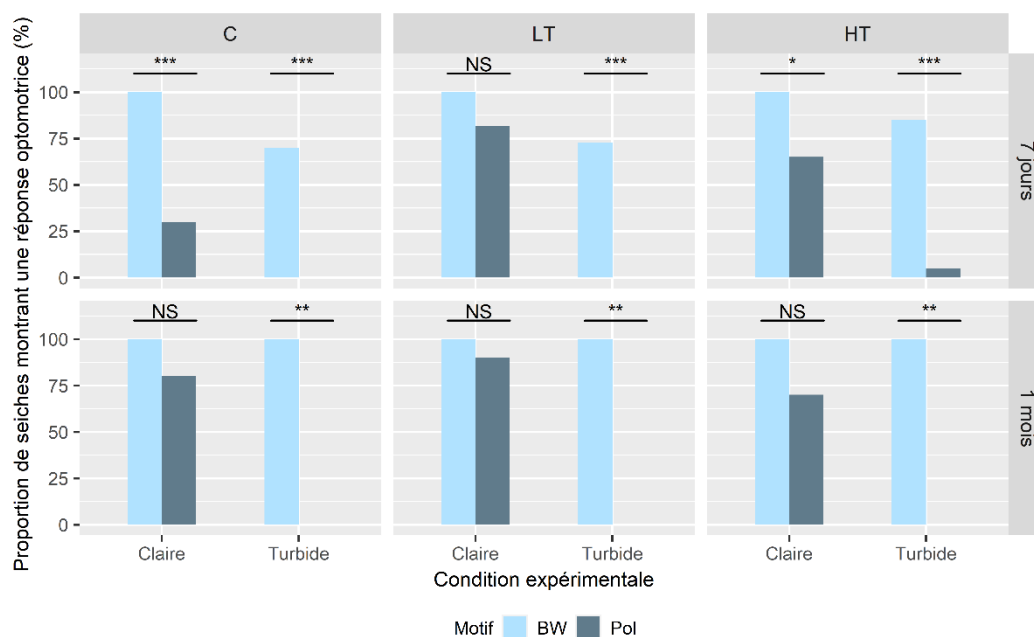 Proportion de seiches montrant une réponse optomotrice (%)
C
LT
HT
***
***
NS
***
*
***
100
75
50
25
0
7 jours
NS
**
NS
**
NS
**
100
75
50
25
0
1 mois
Claire
Turbide
Claire
Turbide
Claire
Turbide
Condition expérimentale
Motif BW Pol